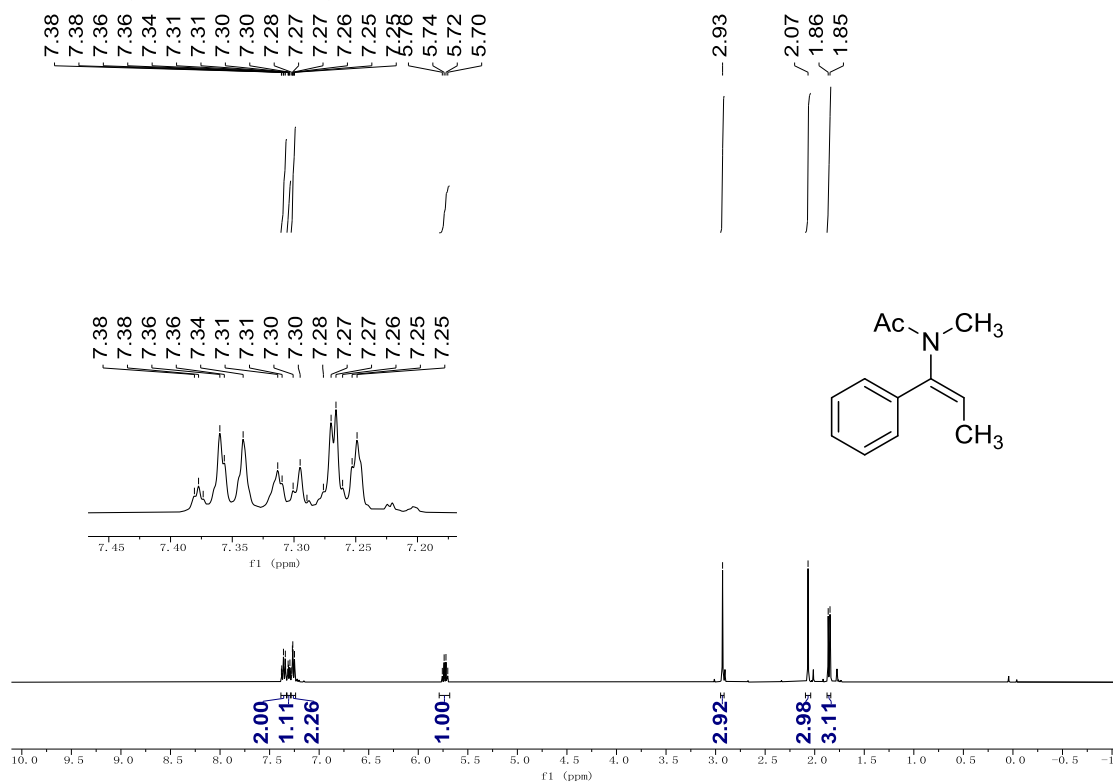 7.38 7.38 7.36 7.36 7.34 7.31 7.31 7.30 7.30 7.28 7.27 7.27 7.26 7.25 7.25 5.76 5.74 5.72 5.70 2.93 2.07 1.86 1.85
7.38 7.38 7.36 7.36 7.34 7.31 7.31 7.30 7.30 7.28 7.27 7.27 7.26 7.25 7.25
7.45 7.40 7.35 7.30 7.25 7.20
f1 (ppm)
Ac N CH3
CH3
2.00 1.11 2.26 1.00 2.92 2.98 3.11
10.0 9.5 9.0 8.5 8.0 7.5 7.0 6.5 6.0 5.5 5.0 4.5 4.0 3.5 3.0 2.5 2.0 1.5 1.0 0.5 0.0 -0.5
f1 (ppm)